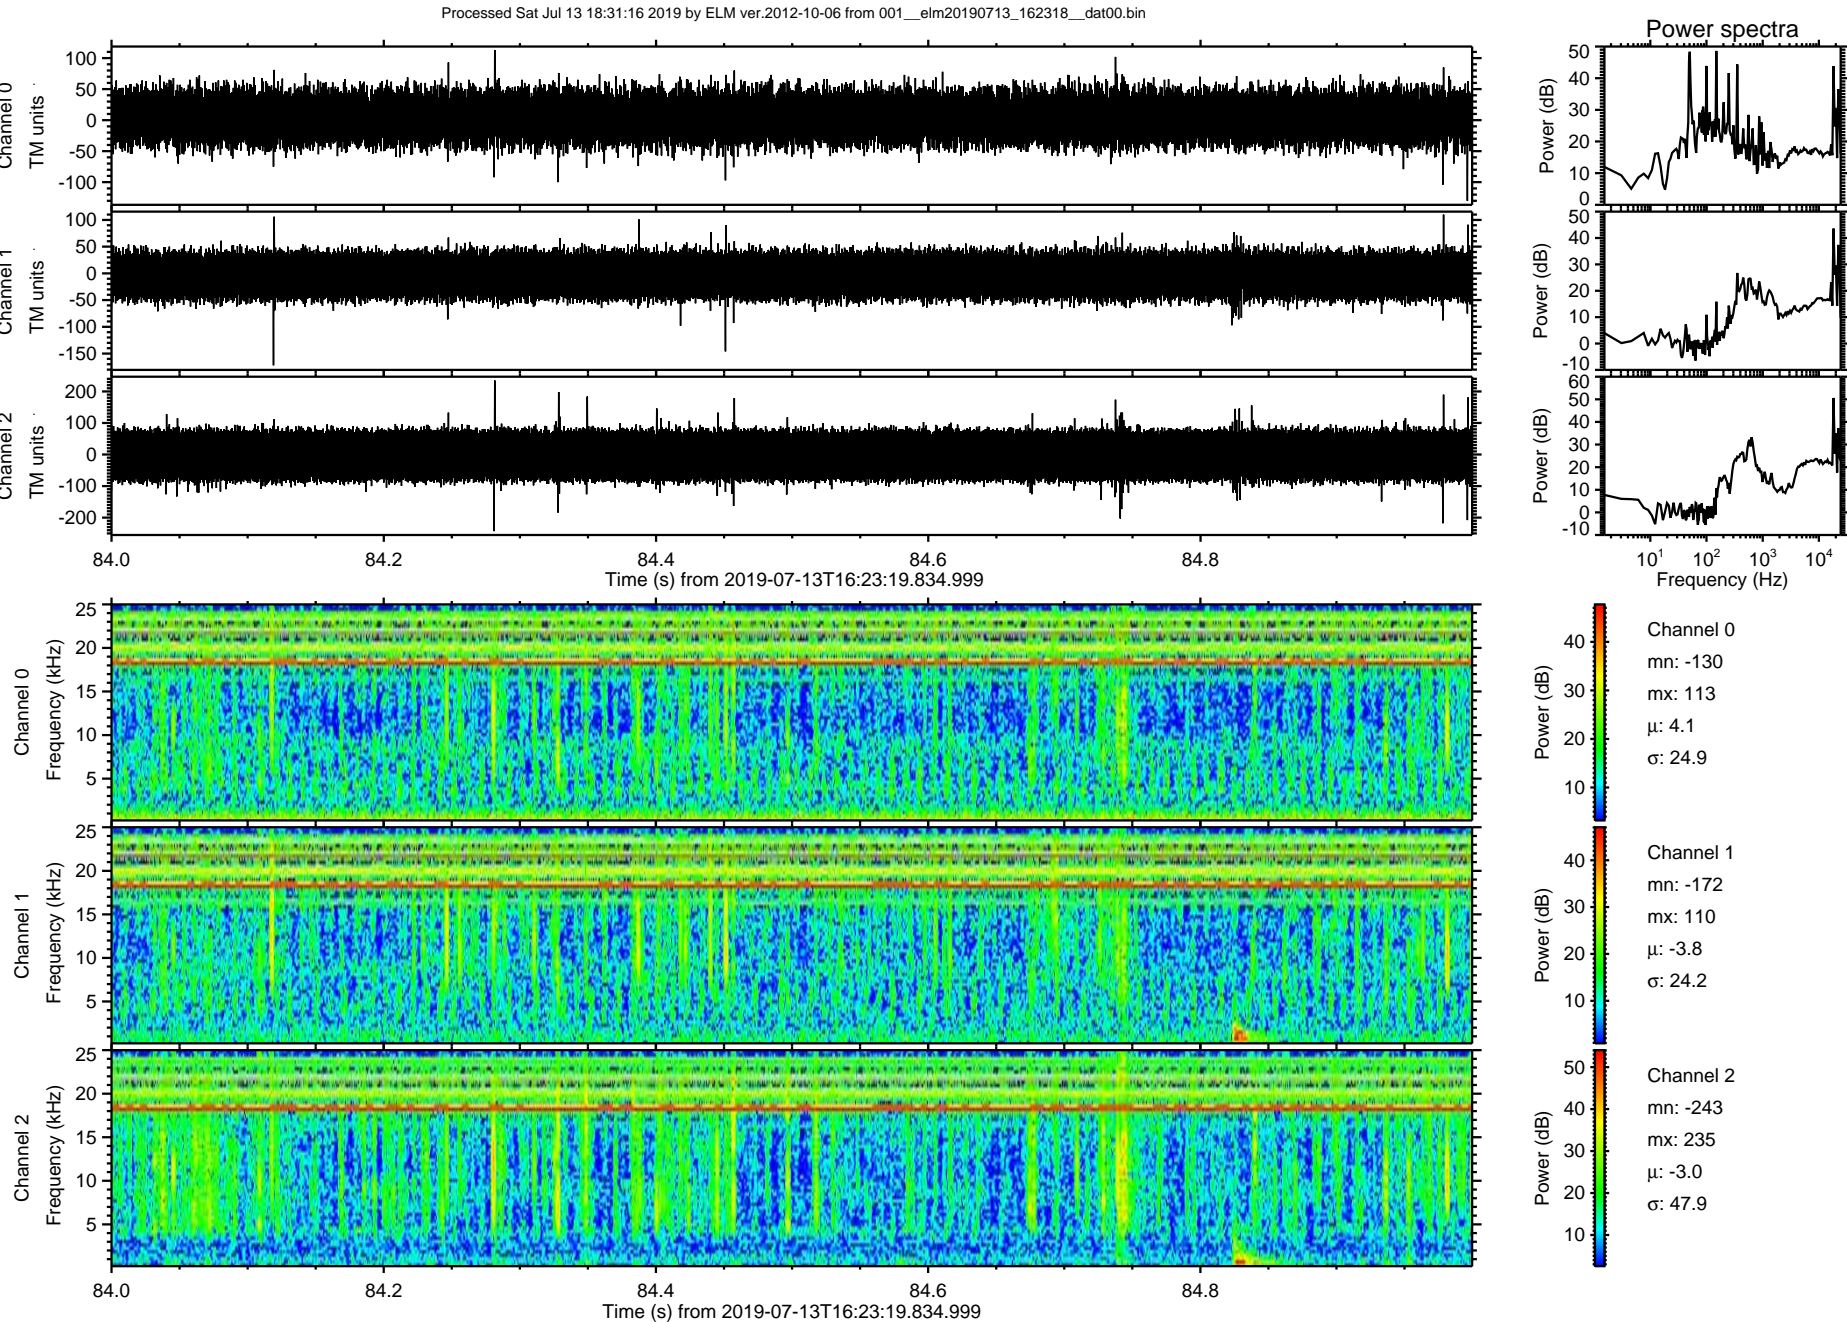 Processed Sat Jul 13 18:31:16 2019 by ELM ver.2012-10-06 from 001__elm20190713_162318__dat00.bin
Power spectra
Channel 0
TM units
100
50
0
-50
-100
Power (dB)
50
40
30
20
10
0
Channel 1
TM units
100
50
0
-50
-100
-150
Power (dB)
50
40
30
20
10
0
-10
Channel 2
TM units
200
100
0
-100
-200
Power (dB)
60
50
40
30
20
10
0
-10
84.0 84.2 84.4 84.6 84.8
Time (s) from 2019-07-13T16:23:19.834.999
10¹ 10² 10³ 10⁴
Frequency (Hz)
Channel 0
Frequency (kHz)
25
20
15
10
5
Power (dB)
40
30
20
10
Channel 0
mn: -130
mx: 113
μ: 4.1
σ: 24.9
Channel 1
Frequency (kHz)
25
20
15
10
5
Power (dB)
40
30
20
10
Channel 1
mn: -172
mx: 110
μ: -3.8
σ: 24.2
Channel 2
Frequency (kHz)
25
20
15
10
5
Power (dB)
50
40
30
20
10
Channel 2
mn: -243
mx: 235
μ: -3.0
σ: 47.9
84.0 84.2 84.4 84.6 84.8
Time (s) from 2019-07-13T16:23:19.834.999